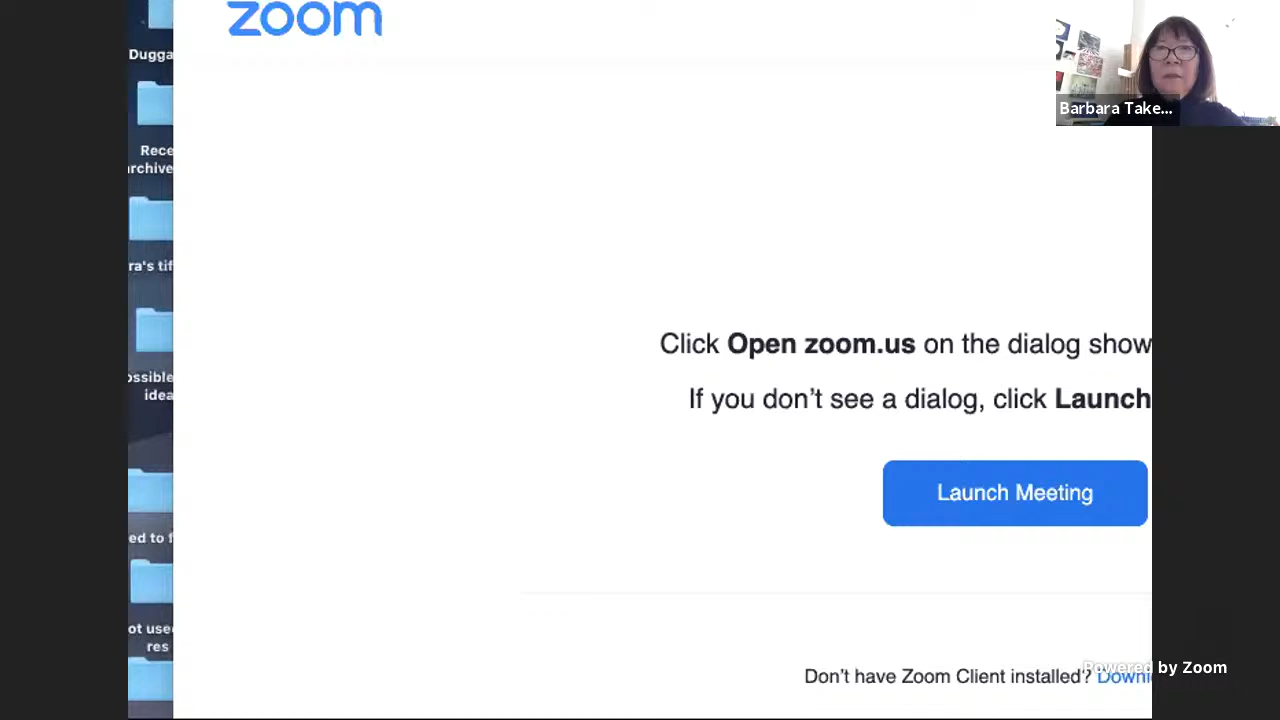 zoom
Dugga
Barbara Take...
Rece
archive
ra's tif
Click Open zoom.us on the dialog show
ossible
idea
If you don't see a dialog, click Launch
Launch Meeting
ed to f
ot use
res
Don't have Zoom Client installed? Downl
Powered by Zoom